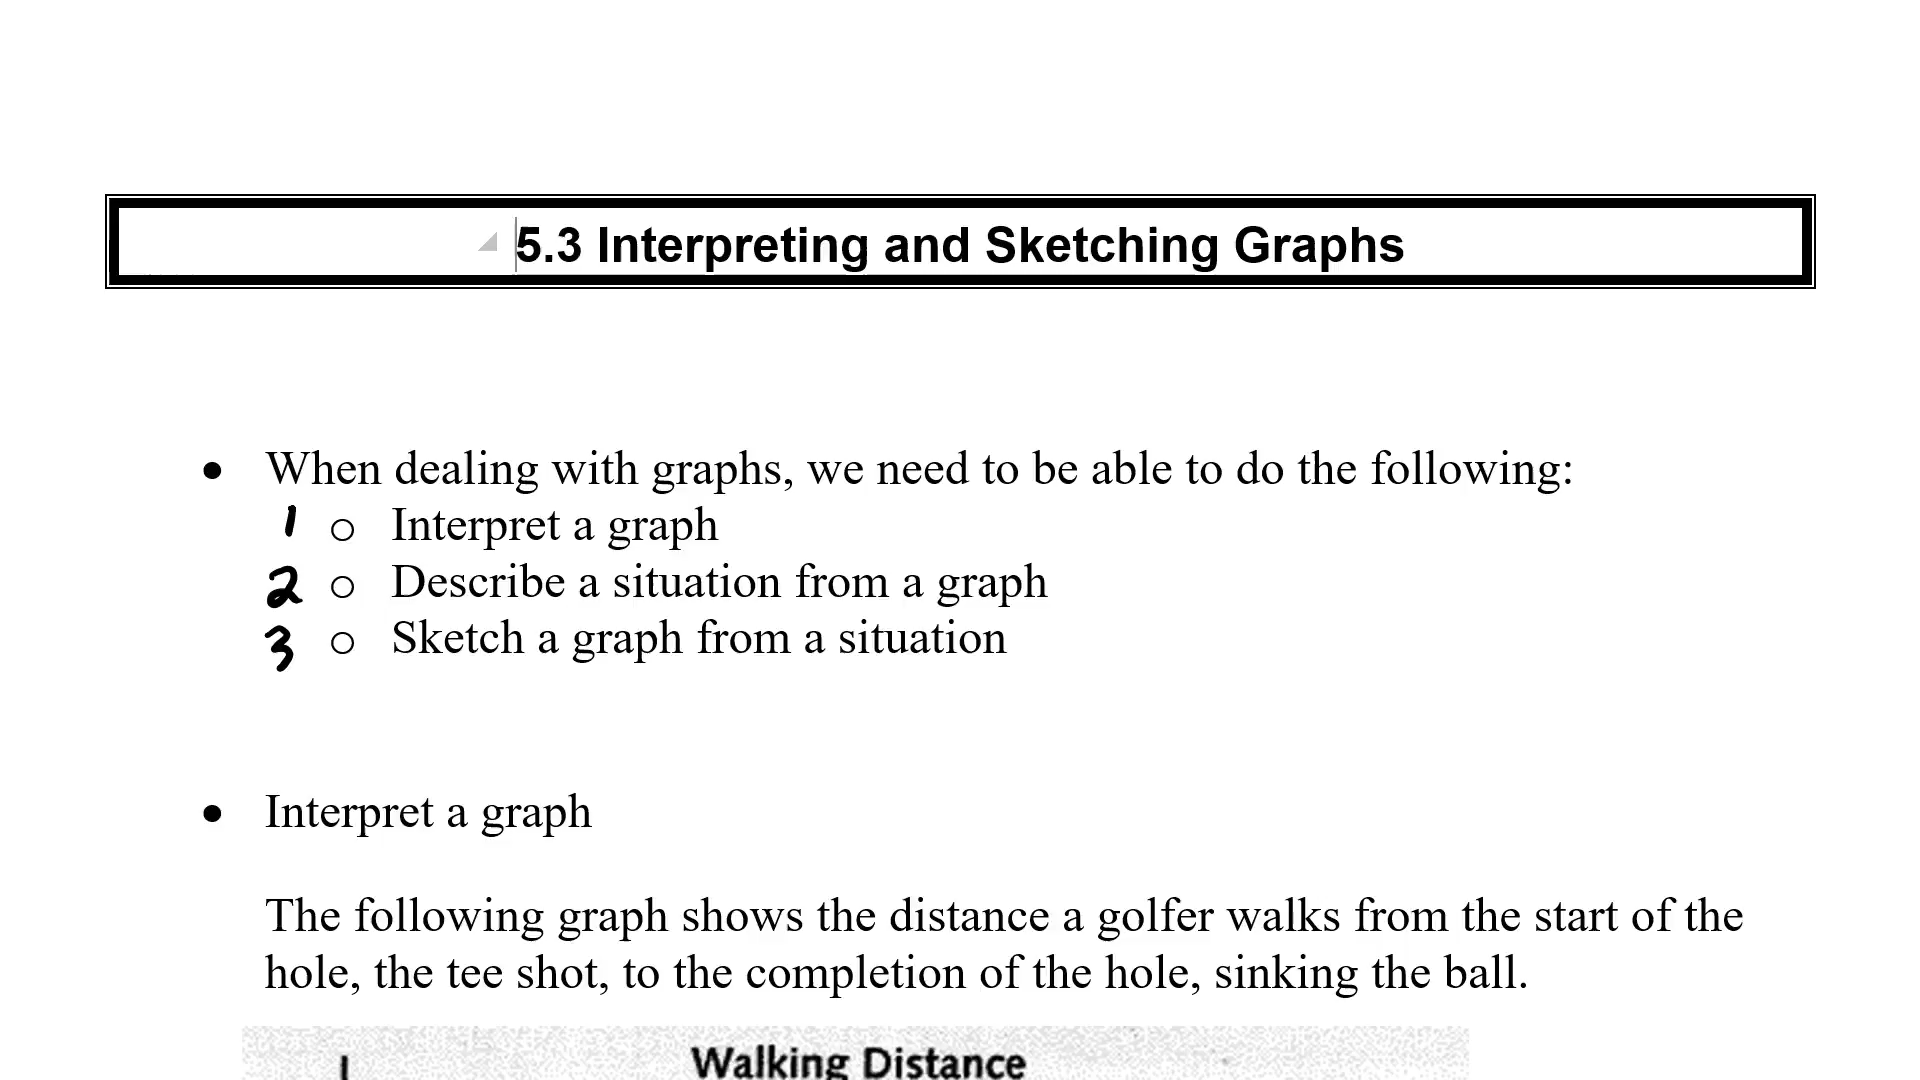 5.3 Interpreting and Sketching Graphs
• When dealing with graphs, we need to be able to do the following:
1 o Interpret a graph
2 o Describe a situation from a graph
3 o Sketch a graph from a situation
• Interpret a graph
The following graph shows the distance a golfer walks from the start of the
hole, the tee shot, to the completion of the hole, sinking the ball.
Walking Distance